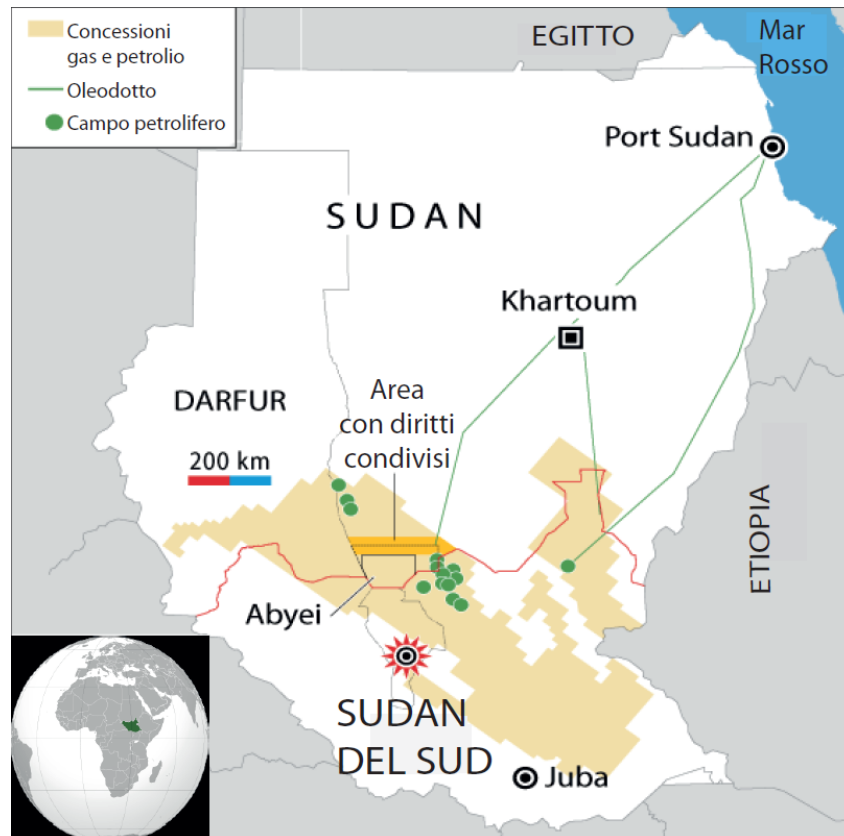 Concessioni
gas e petrolio
Oleodotto
Campo petrolifero
EGITTO
Mar
Rosso
Port Sudan
SUDAN
Khartoum
DARFUR
Area
con diritti
condivisi
200 km
ETIOPIA
Abyei
SUDAN
DEL SUD
Juba